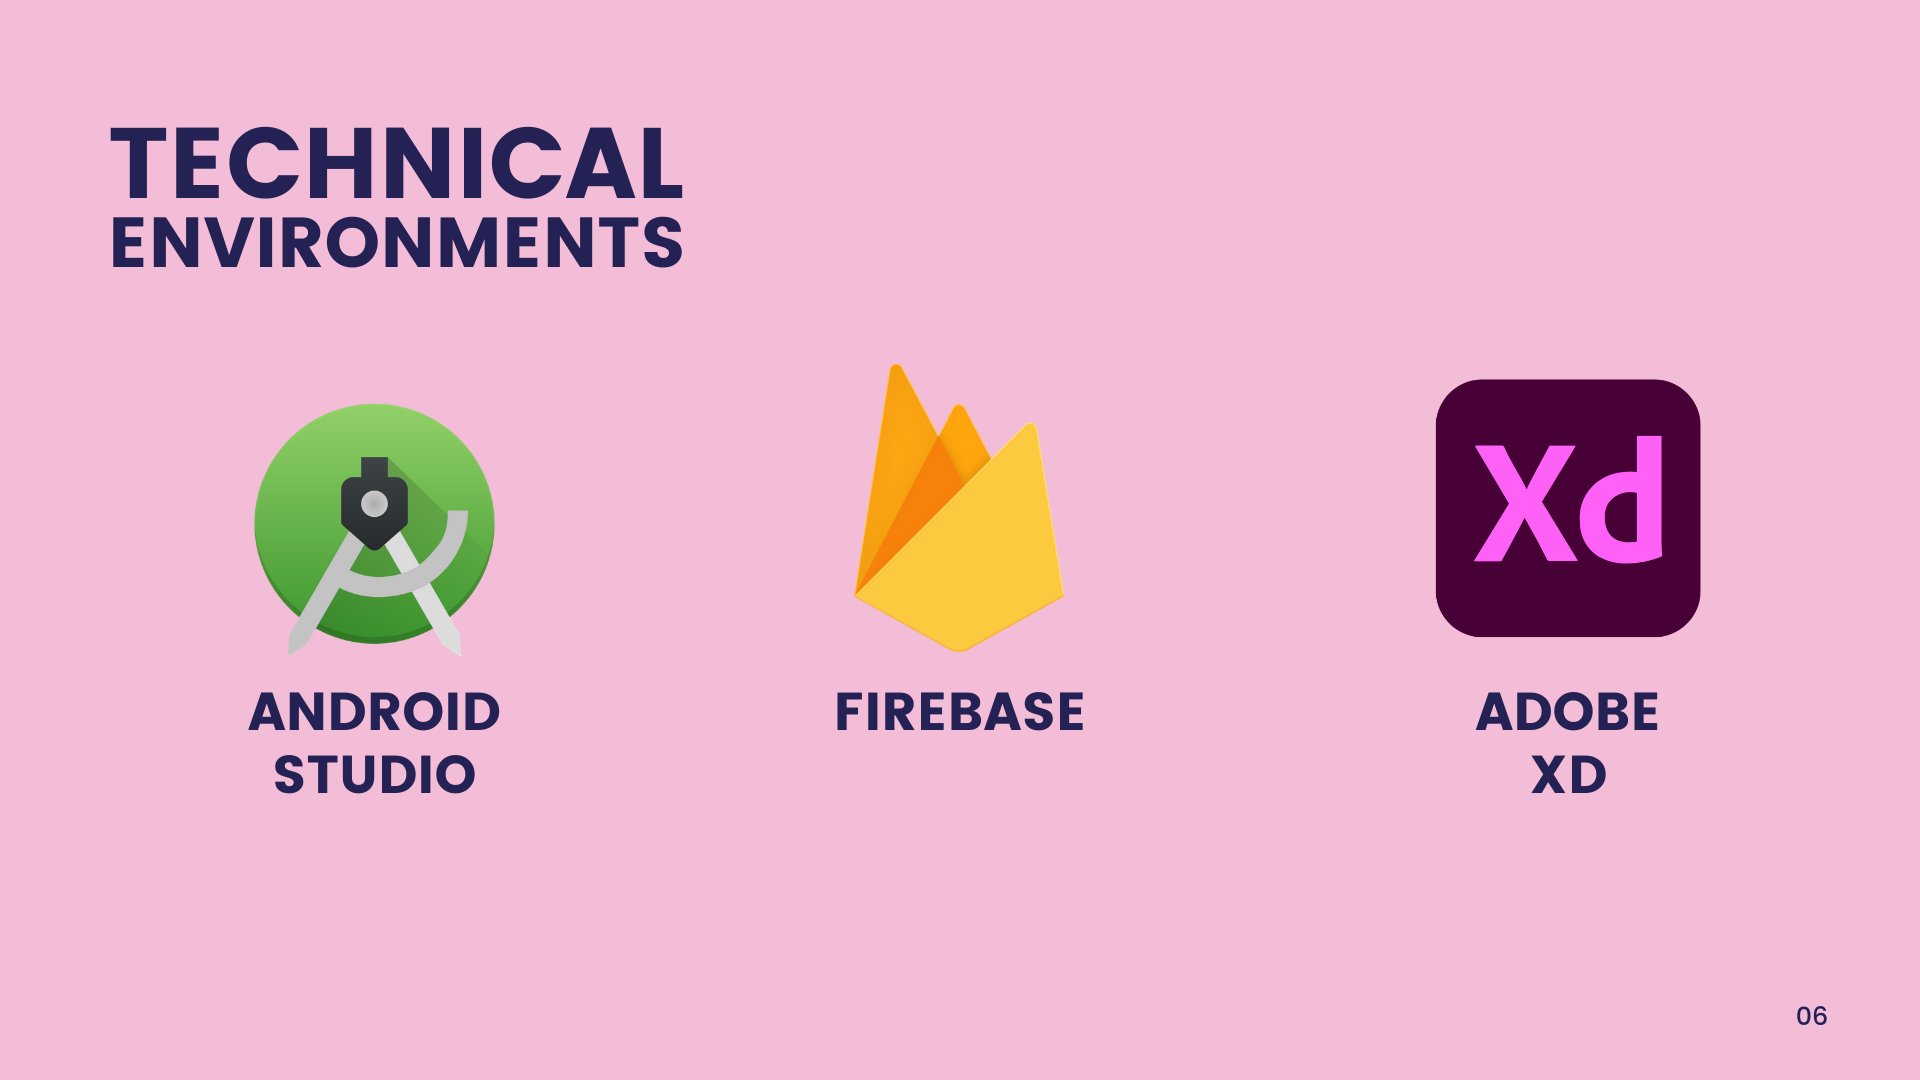 TECHNICAL
ENVIRONMENTS
Xd
ANDROID
STUDIO
FIREBASE
ADOBE
XD
06